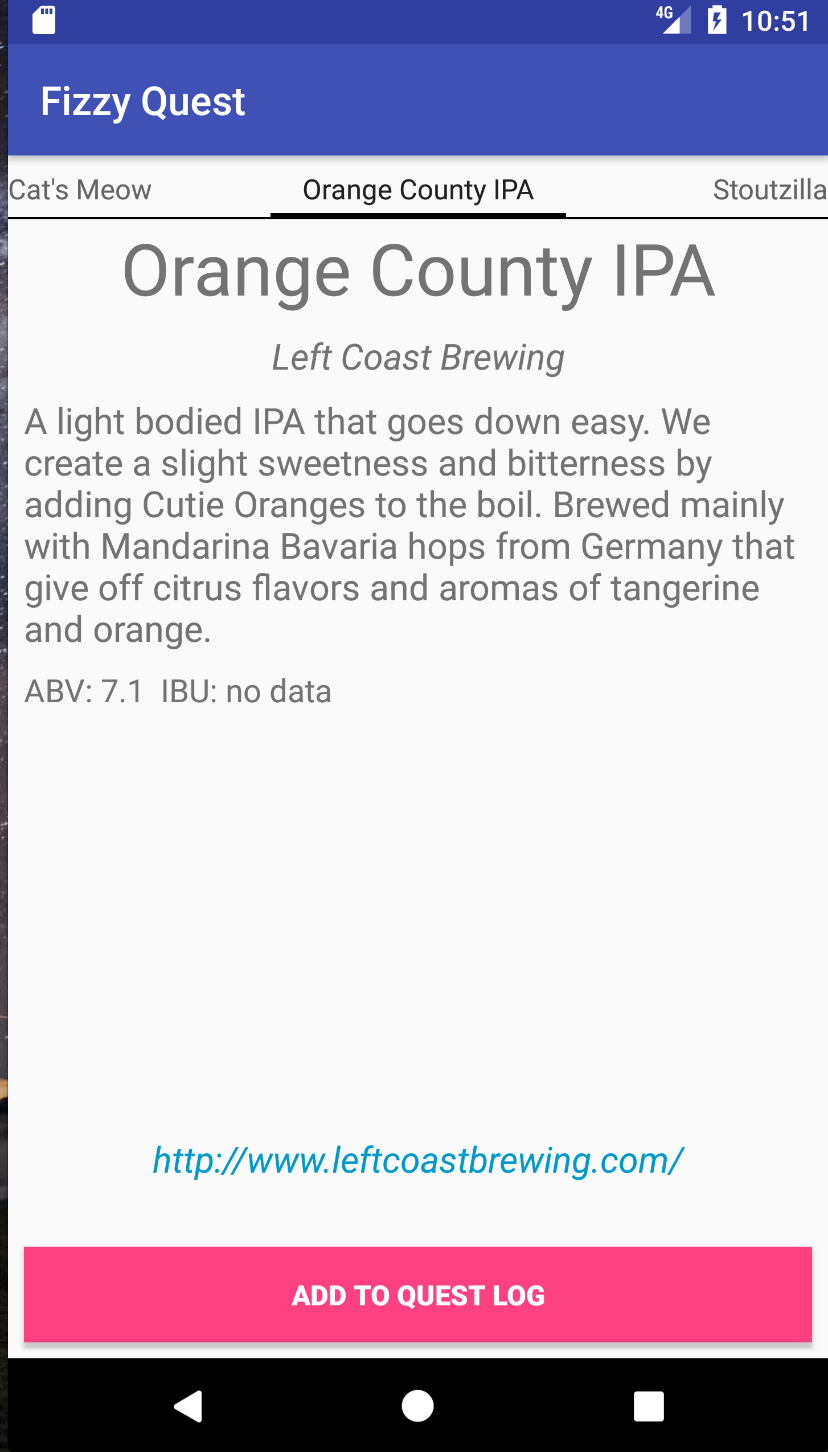 4G 10:51
Fizzy Quest
Cat's Meow Orange County IPA Stoutzilla
Orange County IPA
Left Coast Brewing
A light bodied IPA that goes down easy. We
create a slight sweetness and bitterness by
adding Cutie Oranges to the boil. Brewed mainly
with Mandarina Bavaria hops from Germany that
give off citrus flavors and aromas of tangerine
and orange.
ABV: 7.1 IBU: no data
http://www.leftcoastbrewing.com/
ADD TO QUEST LOG